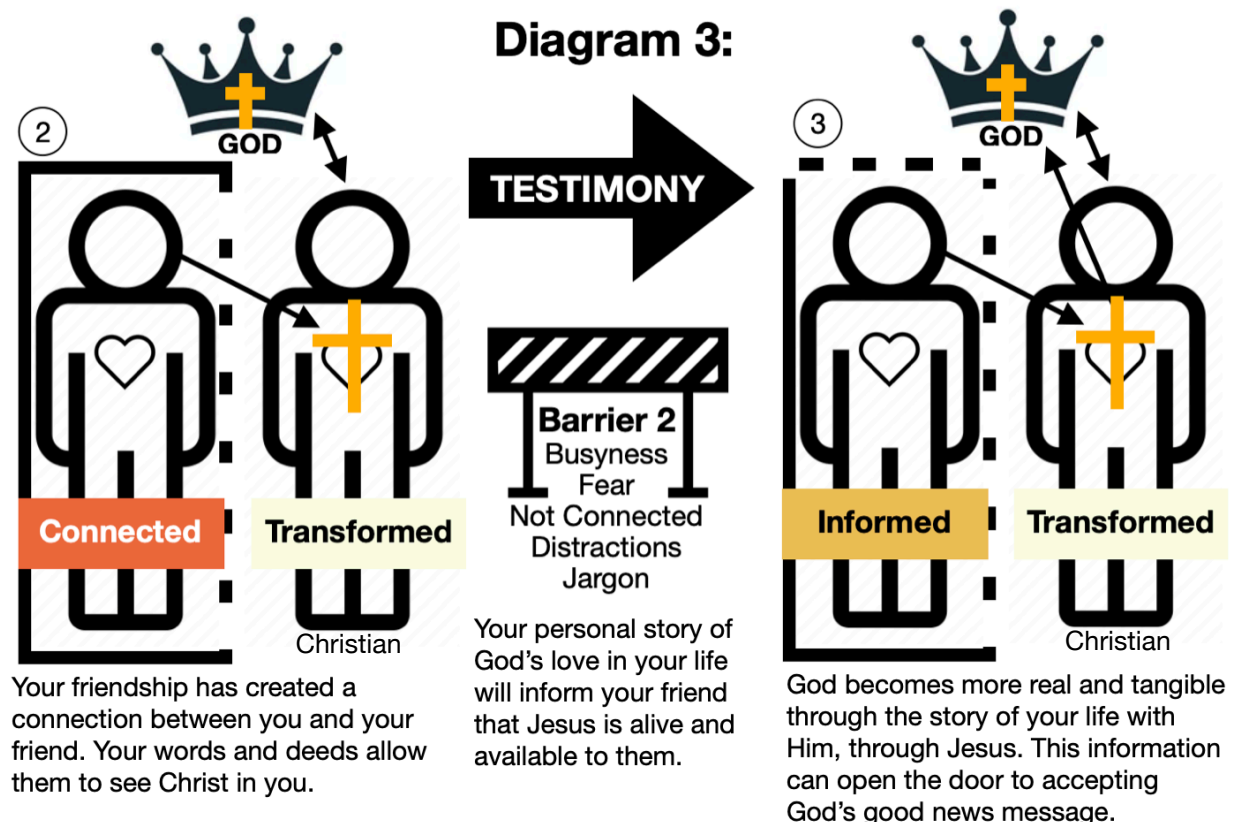 Diagram 3:
2
GOD
Connected
Transformed
Christian
Your friendship has created a
connection between you and your
friend. Your words and deeds allow
them to see Christ in you.
TESTIMONY
Barrier 2
Busyness
Fear
Not Connected
Distractions
Jargon
Your personal story of
God's love in your life
will inform your friend
that Jesus is alive and
available to them.
3
GOD
Informed
Transformed
Christian
God becomes more real and tangible
through the story of your life with
Him, through Jesus. This information
can open the door to accepting
God's good news message.